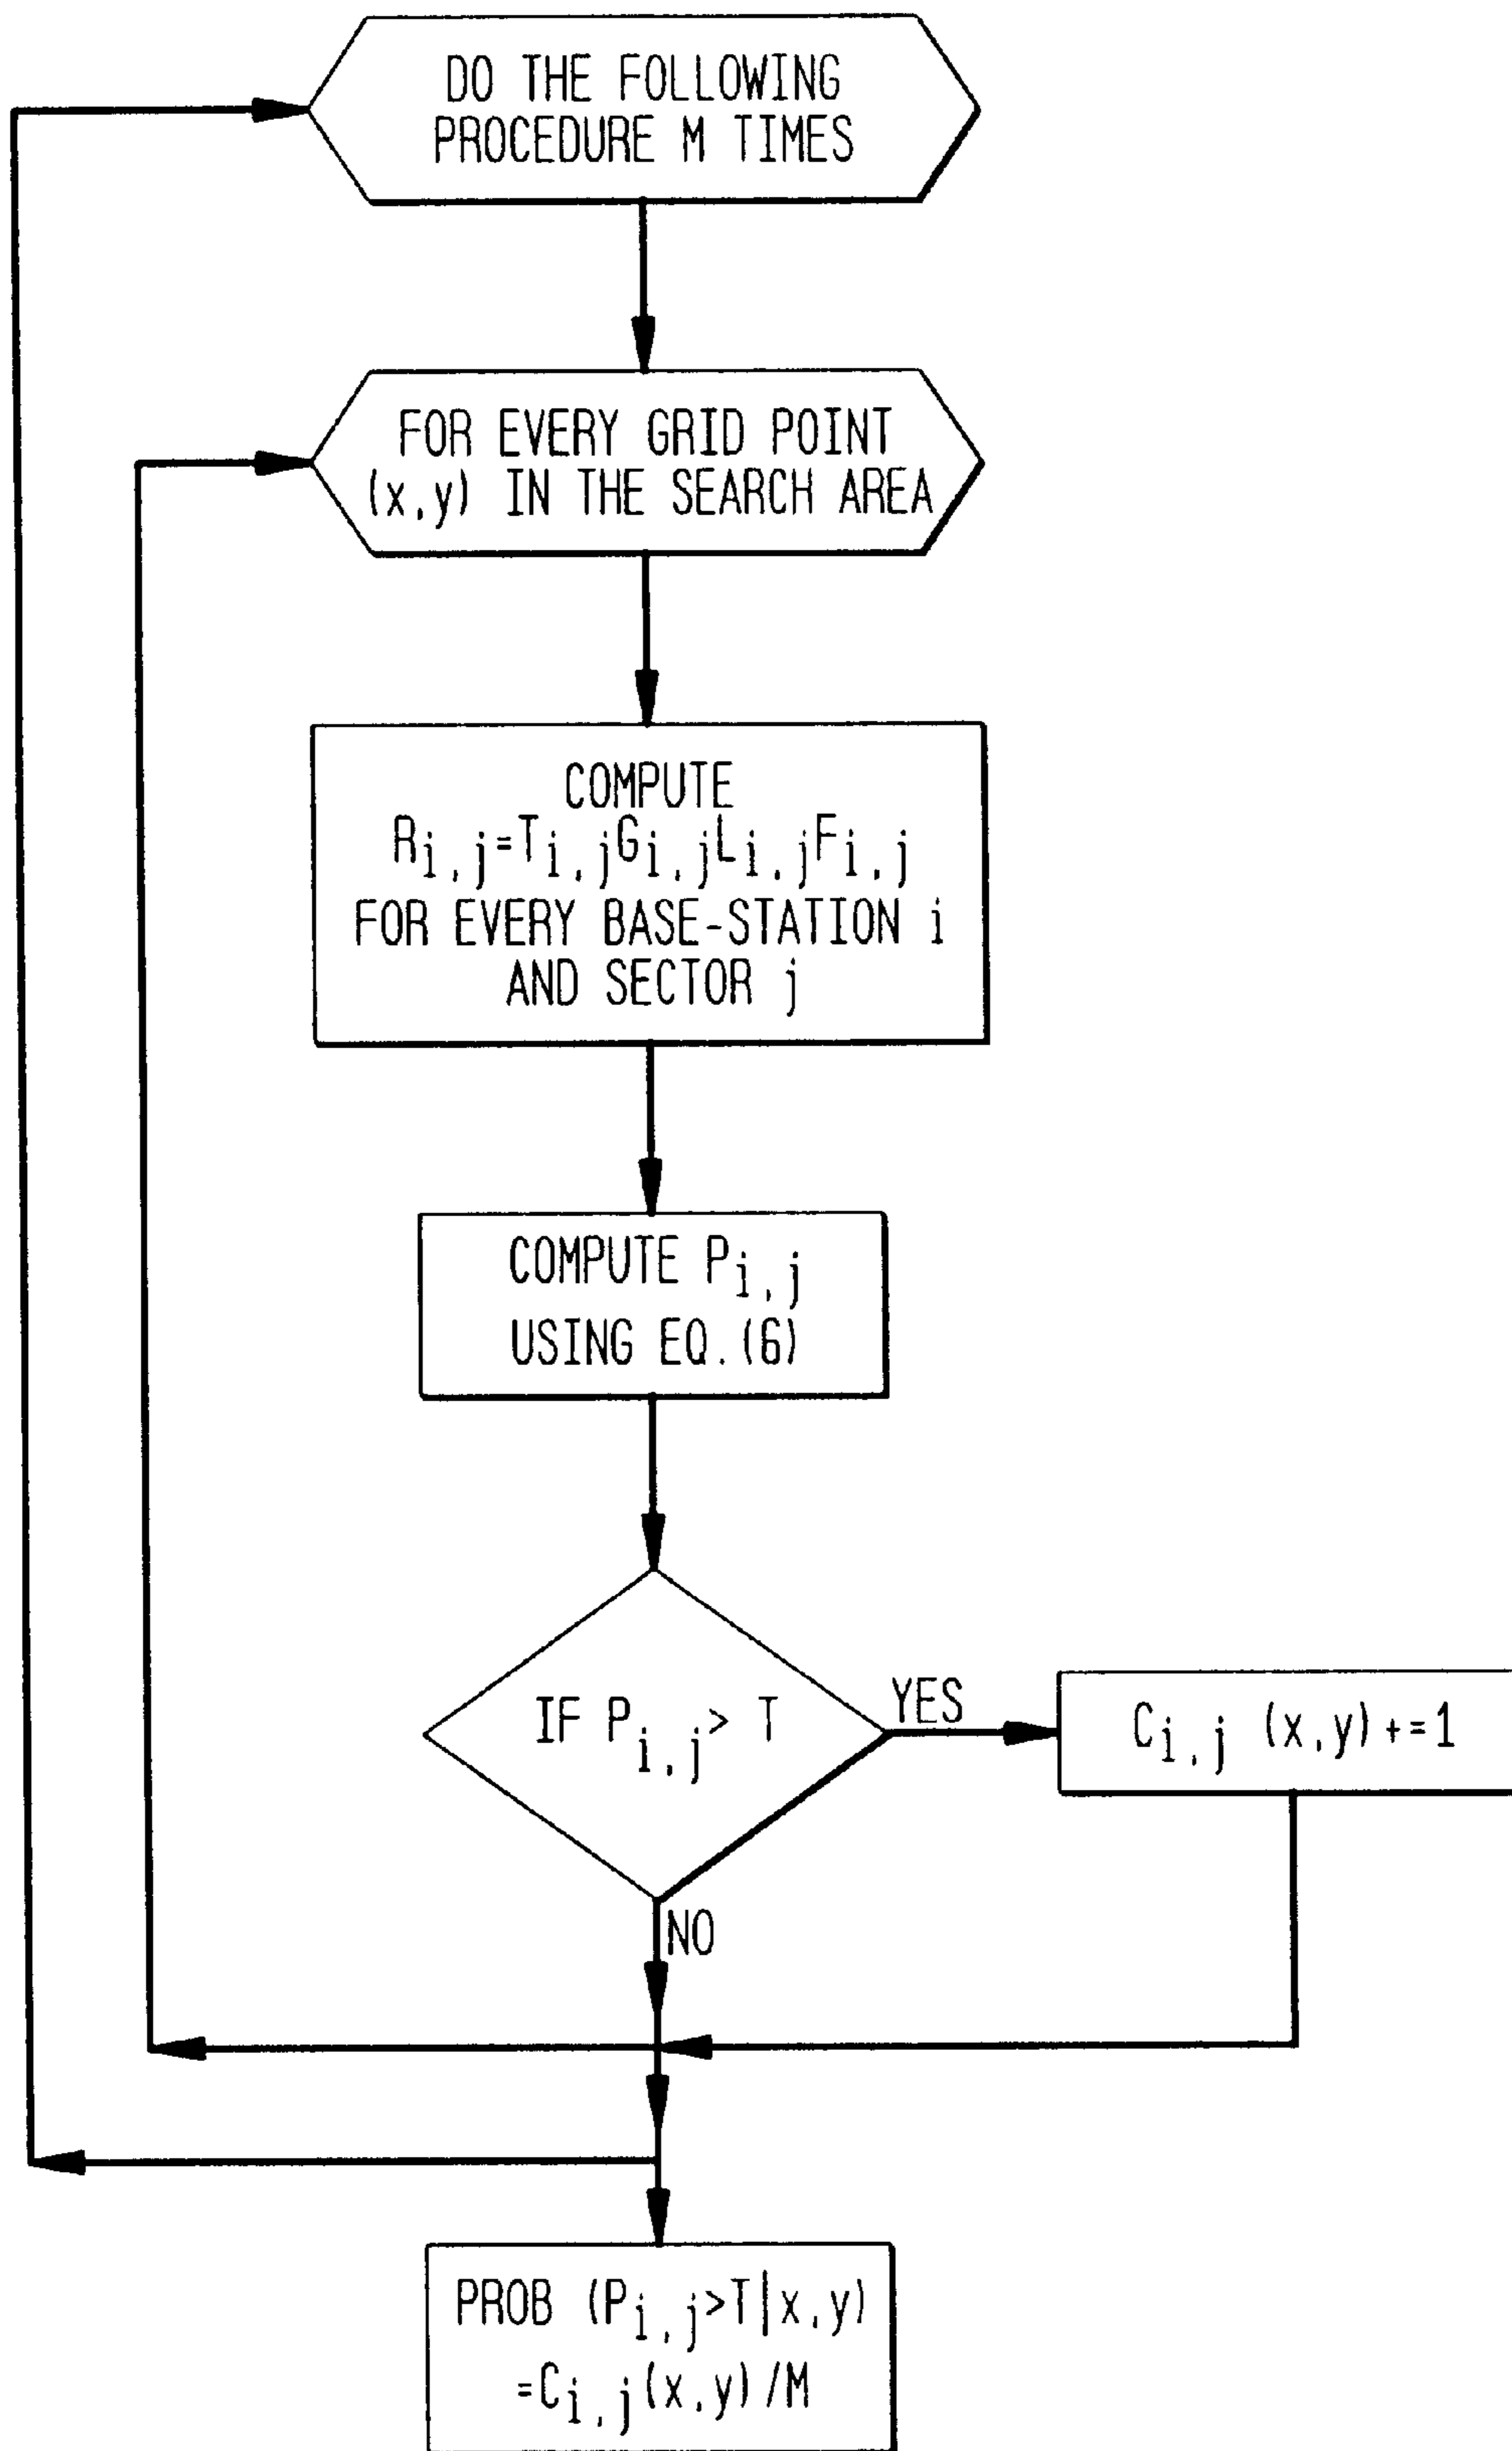 DO THE FOLLOWING
PROCEDURE M TIMES
FOR EVERY GRID POINT
(x,y) IN THE SEARCH AREA
COMPUTE
Ri,j=Ti,jGi,jLi,jFi,j
FOR EVERY BASE-STATION i
AND SECTOR j
COMPUTE Pi,j
USING EQ.(6)
IF Pi,j> T
YES
Ci,j (x,y)+=1
NO
PROB (Pi,j>T|x,y)
=Ci,j(x,y)/M